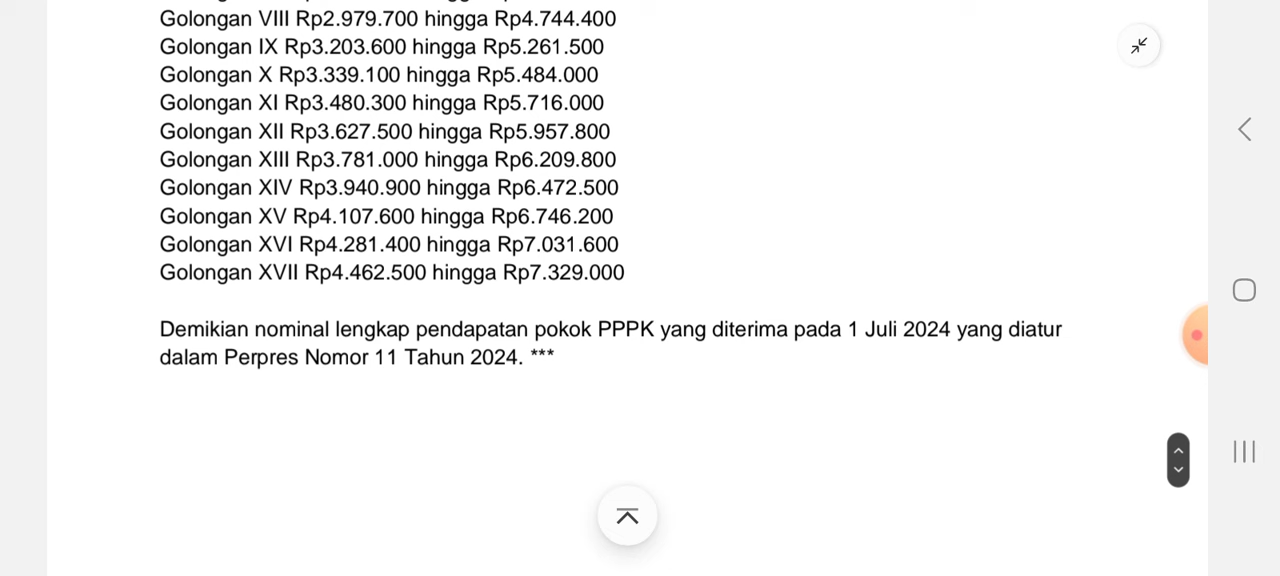 Golongan VIII Rp2.979.700 hingga Rp4.744.400
Golongan IX Rp3.203.600 hingga Rp5.261.500
Golongan X Rp3.339.100 hingga Rp5.484.000
Golongan XI Rp3.480.300 hingga Rp5.716.000
Golongan XII Rp3.627.500 hingga Rp5.957.800
Golongan XIII Rp3.781.000 hingga Rp6.209.800
Golongan XIV Rp3.940.900 hingga Rp6.472.500
Golongan XV Rp4.107.600 hingga Rp6.746.200
Golongan XVI Rp4.281.400 hingga Rp7.031.600
Golongan XVII Rp4.462.500 hingga Rp7.329.000
Demikian nominal lengkap pendapatan pokok PPPK yang diterima pada 1 Juli 2024 yang diatur
dalam Perpres Nomor 11 Tahun 2024. ***